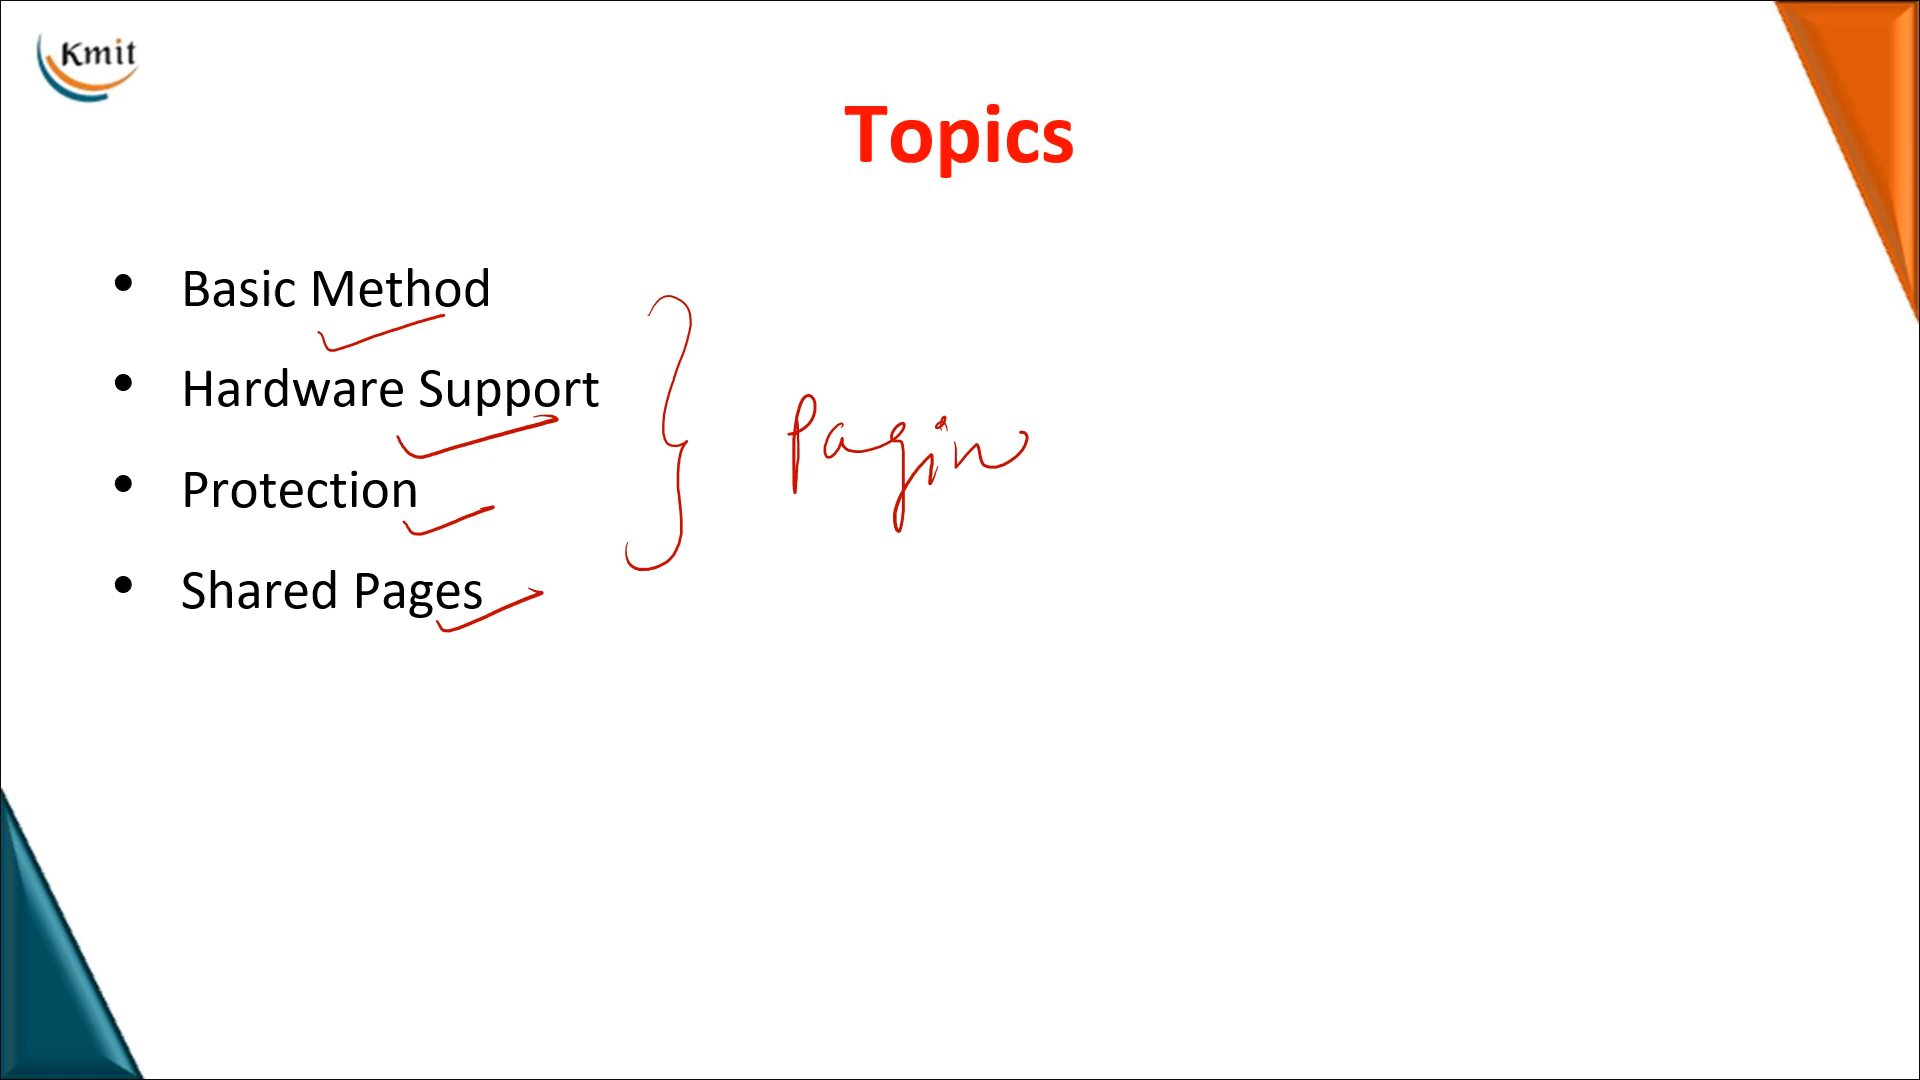 Kmit
Topics
• Basic Method
• Hardware Support
• Protection
• Shared Pages
Pagin